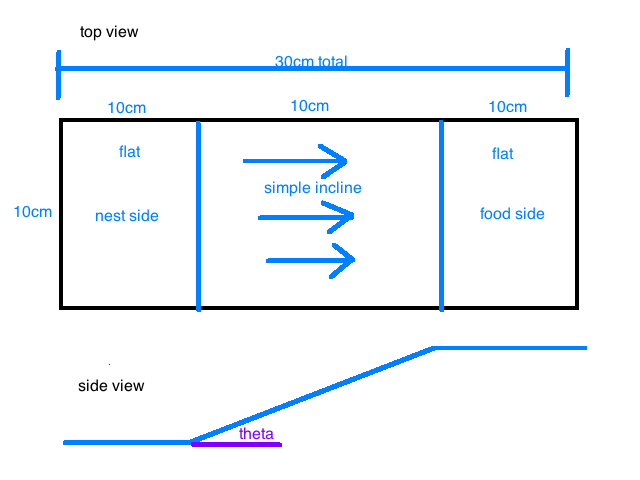 top view
30cm total
10cm
10cm
10cm
flat
flat
simple incline
10cm
nest side
food side
side view
theta